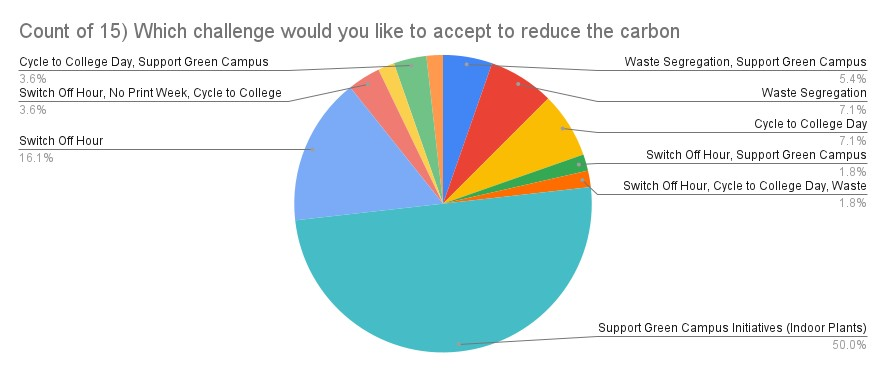 Count of 15) Which challenge would you like to accept to reduce the carbon
Cycle to College Day, Support Green Campus
3.6%
Switch Off Hour, No Print Week, Cycle to College
3.6%
Switch Off Hour
16.1%
Waste Segregation, Support Green Campus
5.4%
Waste Segregation
7.1%
Cycle to College Day
7.1%
Switch Off Hour, Support Green Campus
1.8%
Switch Off Hour, Cycle to College Day, Waste
1.8%
Support Green Campus Initiatives (Indoor Plants)
50.0%